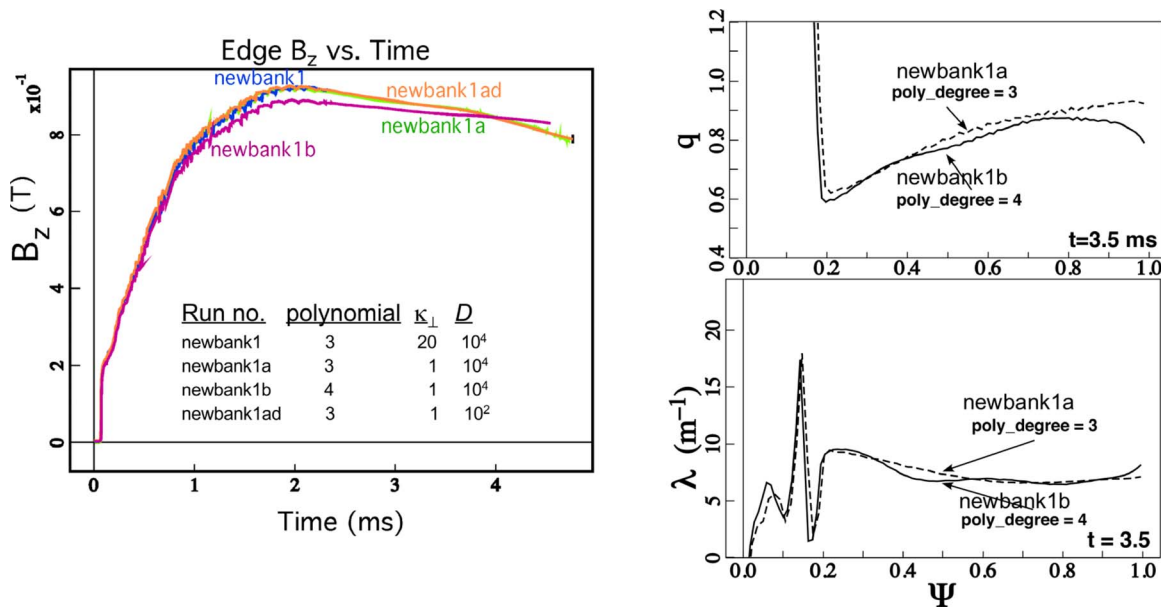 Edge B_z vs. Time
x10^-1
newbank1
newbank1ad
newbank1a
newbank1b
8
6
4
2
0
B_z (T)
Run no. polynomial κ⊥ D
newbank1 3 20 10^4
newbank1a 3 1 10^4
newbank1b 4 1 10^4
newbank1ad 3 1 10^2
0 1 2 3 4
Time (ms)
1.2
1.0
0.8
0.6
0.4
q
newbank1a
poly_degree = 3
newbank1b
poly_degree = 4
t=3.5 ms
0.0 0.2 0.4 0.6 0.8 1.0
20
15
10
5
0
λ (m⁻¹)
newbank1a
poly_degree = 3
newbank1b
poly_degree = 4
t = 3.5
0.0 0.2 0.4 0.6 0.8 1.0
Ψ